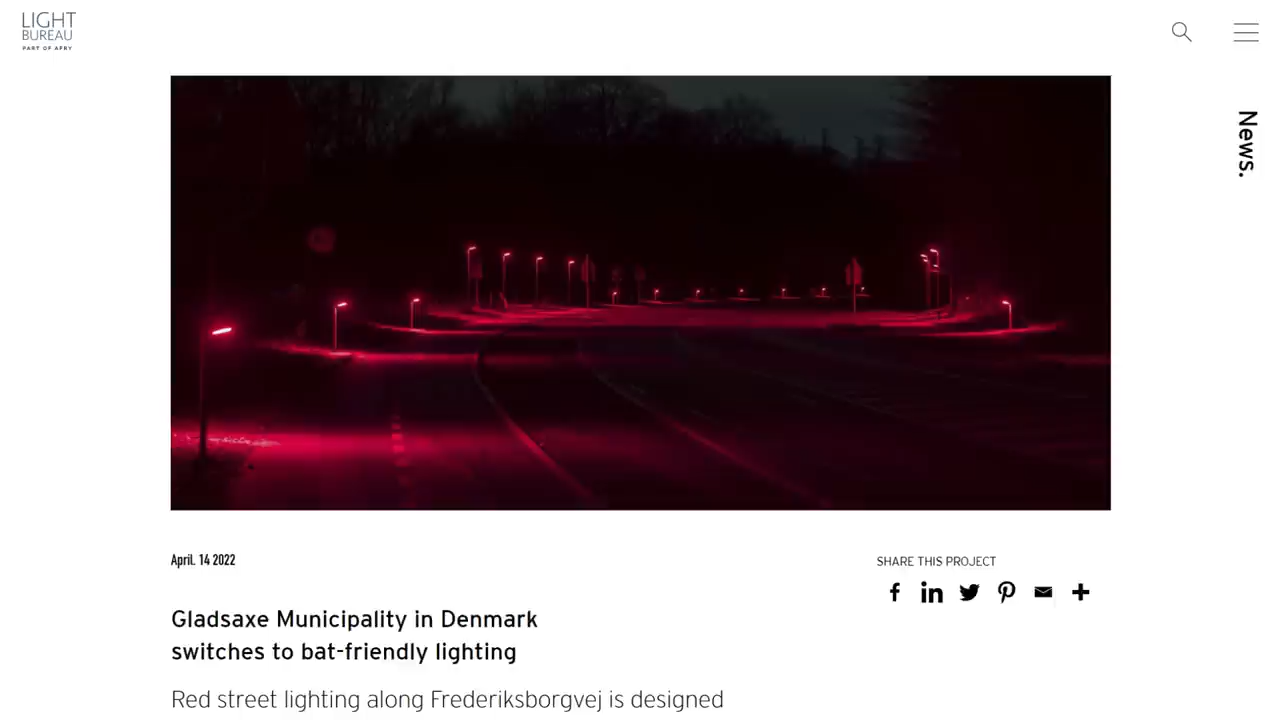 LIGHT
BUREAU
PART OF AFRY
News.
April. 14 2022
SHARE THIS PROJECT
Gladsaxe Municipality in Denmark
switches to bat-friendly lighting
Red street lighting along Frederiksborgvej is designed